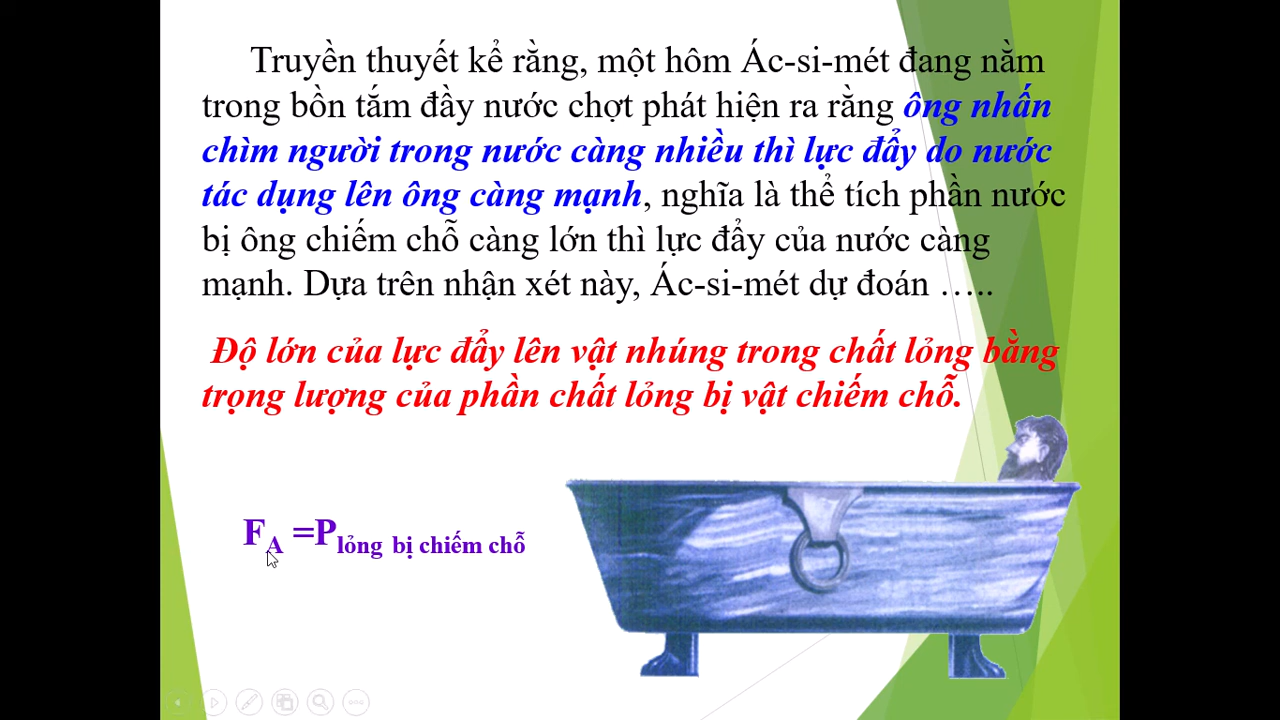 Truyền thuyết kể rằng, một hôm Ác-si-mét đang nằm
trong bồn tắm đầy nước chợt phát hiện ra rằng ông nhấn
chìm người trong nước càng nhiều thì lực đẩy do nước
tác dụng lên ông càng mạnh, nghĩa là thể tích phần nước
bị ông chiếm chỗ càng lớn thì lực đẩy của nước càng
mạnh. Dựa trên nhận xét này, Ác-si-mét dự đoán …..
Độ lớn của lực đẩy lên vật nhúng trong chất lỏng bằng
trọng lượng của phần chất lỏng bị vật chiếm chỗ.
FA =Plỏng bị chiếm chỗ